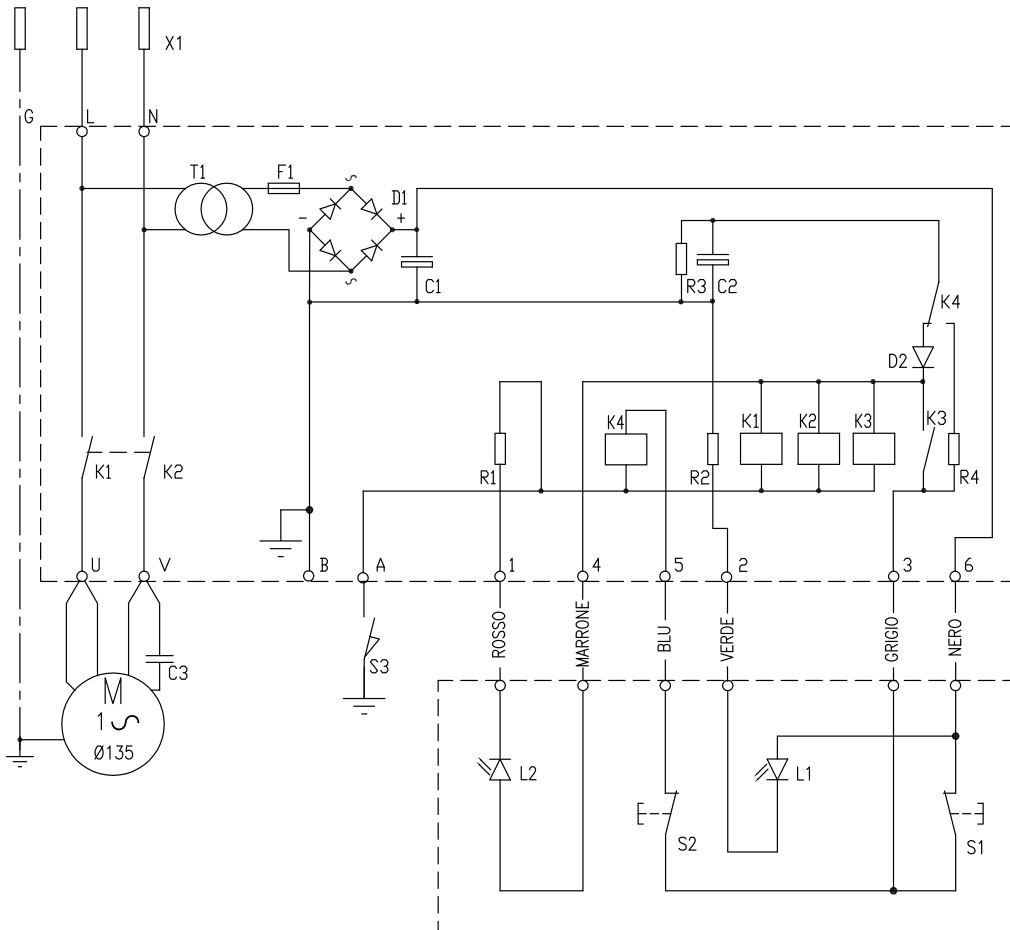 X1
G
L
N
T1
F1
D1
-
+
C1
R3
C2
K4
D2
K1
K2
R1
K4
R2
K1
K2
K3
K3
R4
U
V
B
A
1
4
5
2
3
6
ROSSO
MARRONE
BLU
VERDE
GRIGIO
NERO
S3
C3
M
1
Ø135
L2
L1
S2
S1